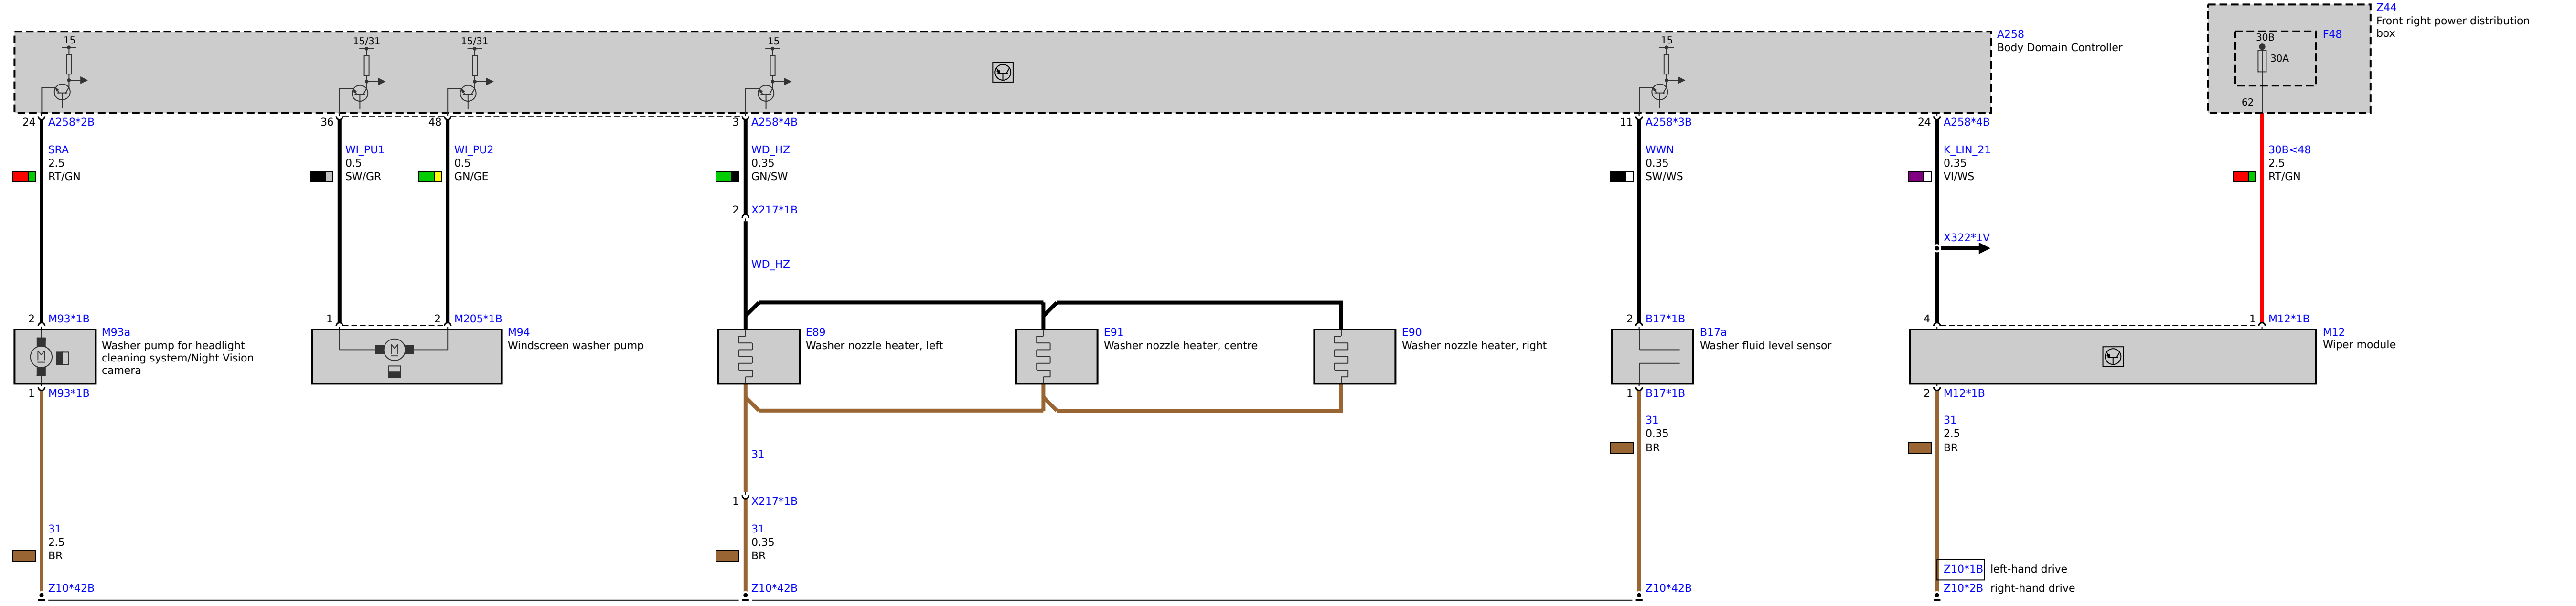 Z44
Front right power distribution
box
15
15/31
15/31
15
15
A258
Body Domain Controller
30B
F48
30A
62
24
A258*2B
36
48
3
A258*4B
11
A258*3B
24
A258*4B
SRA
2.5
RT/GN
WI_PU1
0.5
SW/GR
WI_PU2
0.5
GN/GE
WD_HZ
0.35
GN/SW
WWN
0.35
SW/WS
K_LIN_21
0.35
VI/WS
30B<48
2.5
RT/GN
2
X217*1B
X322*1V
WD_HZ
2
M93*1B
1
2
M205*1B
2
B17*1B
4
1
M12*1B
M93a
Washer pump for headlight
cleaning system/Night Vision
camera
M
M94
Windscreen washer pump
M
E89
Washer nozzle heater, left
E91
Washer nozzle heater, centre
E90
Washer nozzle heater, right
B17a
Washer fluid level sensor
M12
Wiper module
1
M93*1B
1
B17*1B
2
M12*1B
31
0.35
BR
31
2.5
BR
31
1
X217*1B
31
2.5
BR
31
0.35
BR
Z10*1B
left-hand drive
Z10*42B
Z10*42B
Z10*42B
Z10*2B
right-hand drive